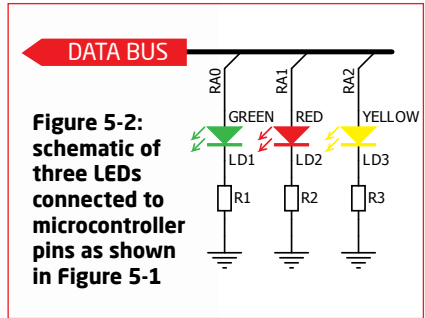 DATA BUS
RA0
RA1
RA2
GREEN
RED
YELLOW
LD1
LD2
LD3
R1
R2
R3
Figure 5-2:
schematic of
three LEDs
connected to
microcontroller
pins as shown
in Figure 5-1